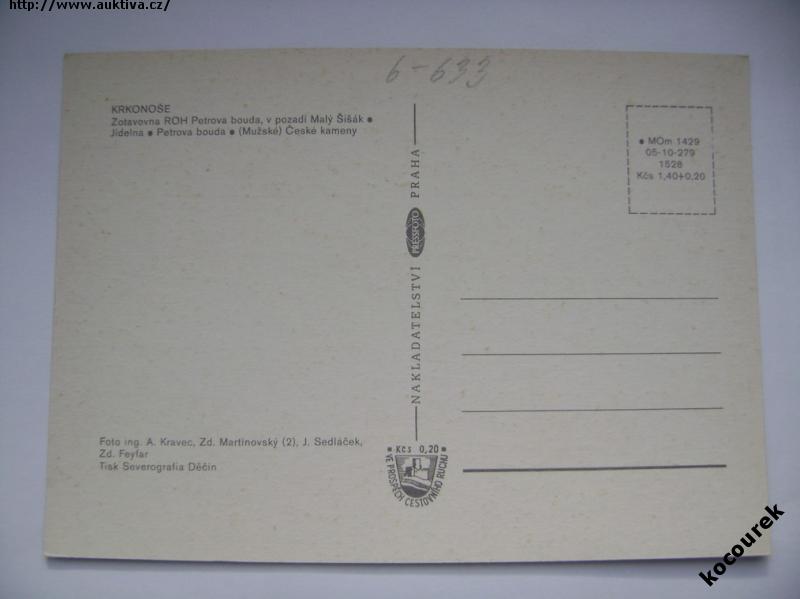 http://www.auktiva.cz/
6-633
KRKONOŠE
Zotavovna ROH Petrova bouda, v pozadí Malý Šišák •
Jídelna • Petrova bouda • (Mužské) České kameny
• MOm 1429
05-10-279
1528
Kčs 1,40+0,20
NAKLADATELSTVÍ PRESSFOTO PRAHA
Foto ing. A. Kravec, Zd. Martinovský (2), J. Sedláček,
Zd. Feyfar
Tisk Severografia Děčín
• Kčs 0,20 •
VE PROSPĚCH CESTOVNÍHO RUCHU
kocourek